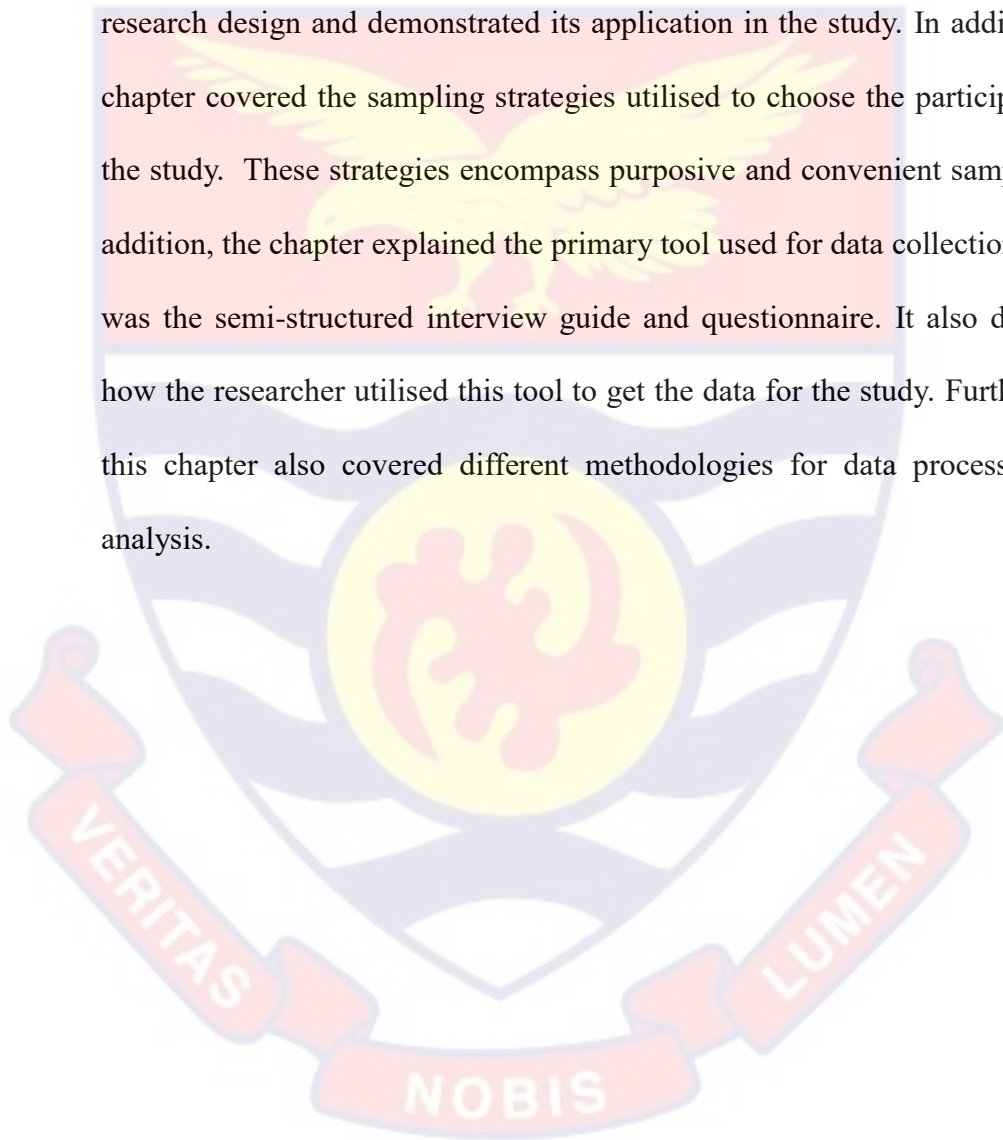 research design and demonstrated its application in the study. In addi
chapter covered the sampling strategies utilised to choose the particip
the study. These strategies encompass purposive and convenient sam
addition, the chapter explained the primary tool used for data collection
was the semi-structured interview guide and questionnaire. It also d
how the researcher utilised this tool to get the data for the study. Furth
this chapter also covered different methodologies for data process
analysis.
VERITAS
NOBIS
LUMEN